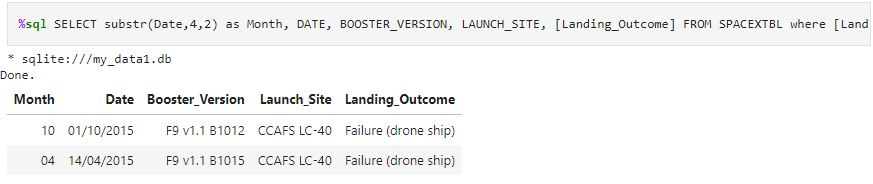 %sql SELECT substr(Date,4,2) as Month, DATE, BOOSTER_VERSION, LAUNCH_SITE, [Landing_Outcome] FROM SPACEXTBL where [Land
* sqlite:///my_data1.db
Done.
Month Date Booster_Version Launch_Site Landing_Outcome
10 01/10/2015 F9 v1.1 B1012 CCAFS LC-40 Failure (drone ship)
04 14/04/2015 F9 v1.1 B1015 CCAFS LC-40 Failure (drone ship)